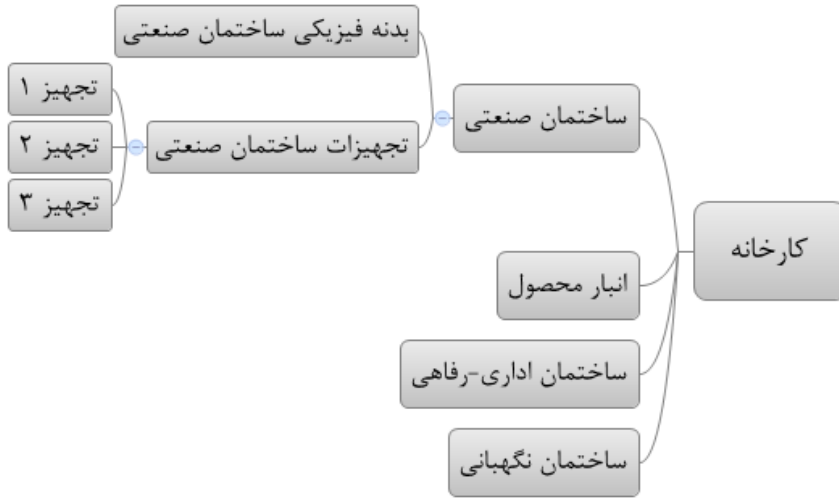 کارخانه
ساختمان صنعتی
بدنه فیزیکی ساختمان صنعتی
تجهیزات ساختمان صنعتی
تجهیز ۱
تجهیز ۲
تجهیز ۳
انبار محصول
ساختمان اداری-رفاهی
ساختمان نگهبانی